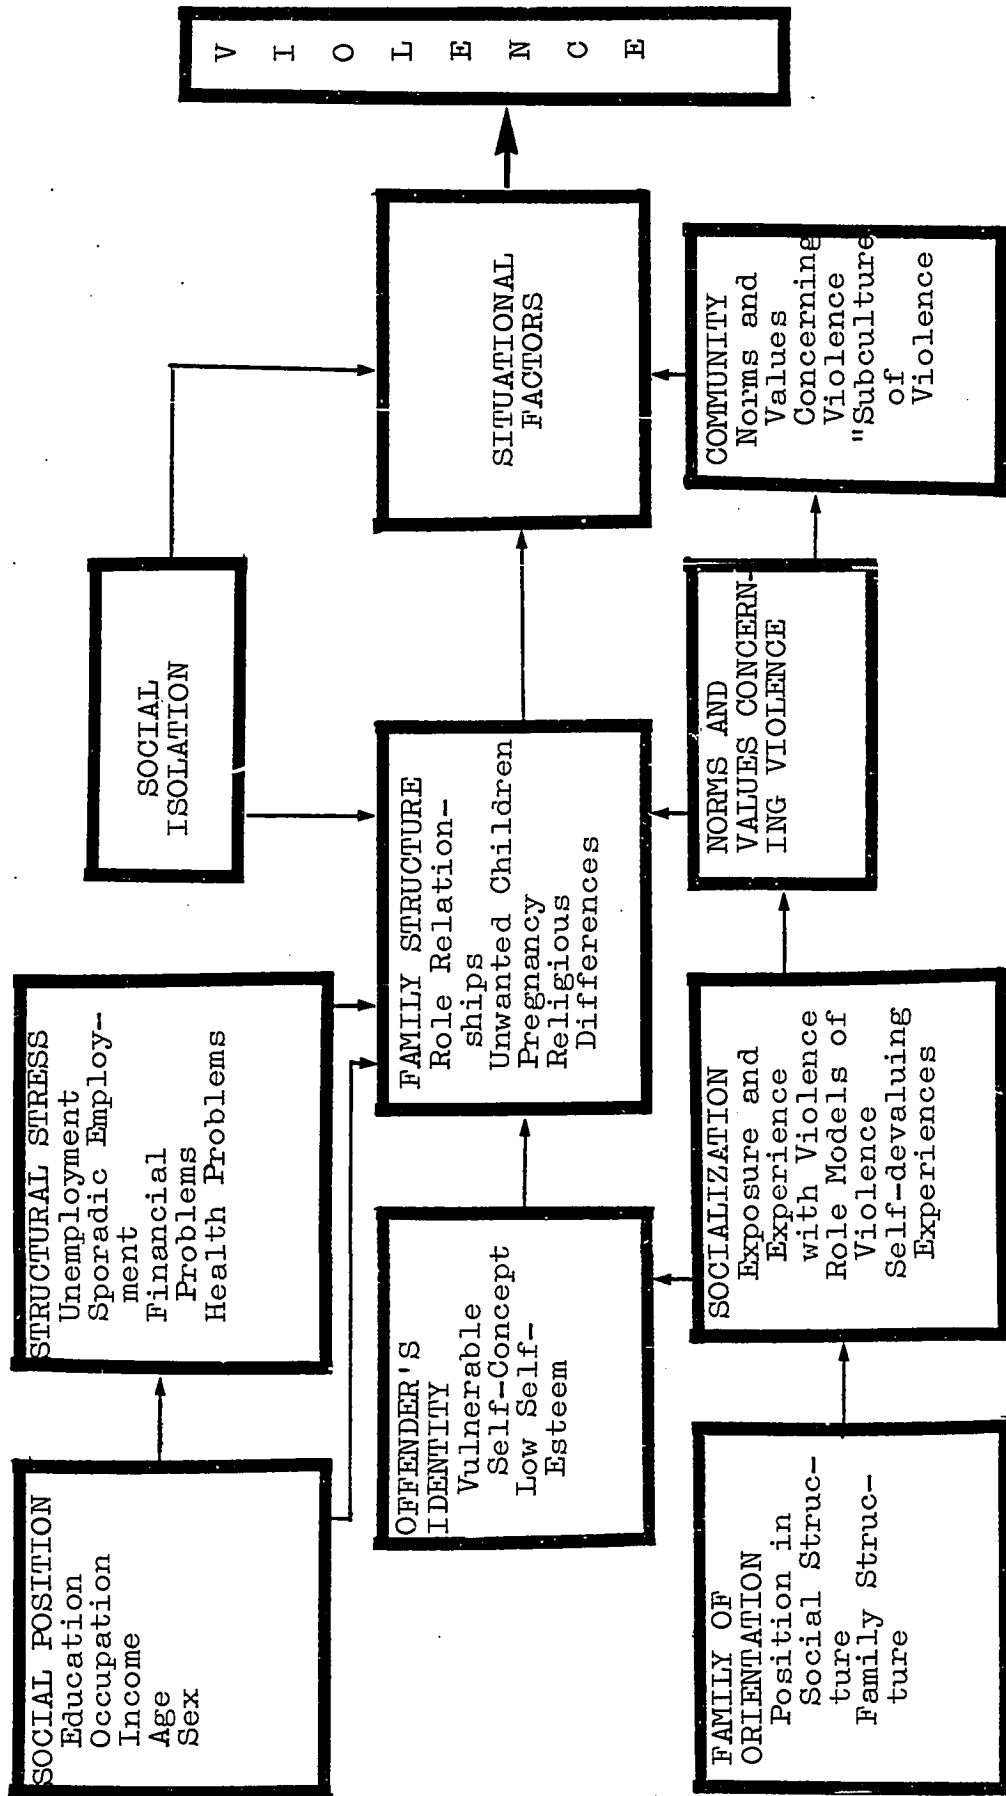 SOCIAL POSITION
Education
Occupation
Income
Age
Sex
STRUCTURAL STRESS
Unemployment
Sporadic Employ-
ment
Financial
Problems
Health Problems
SOCIAL
ISOLATION
OFFENDER'S
IDENTITY
Vulnerable
Self-Concept
Low Self-
Esteem
FAMILY STRUCTURE
Role Relation-
ships
Unwanted Children
Pregnancy
Religious
Differences
SITUATIONAL
FACTORS
VIOLENCE
FAMILY OF
ORIENTATION
Position in
Social Struc-
ture
Family Struc-
ture
SOCIALIZATION
Exposure and
Experience
with Violence
Role Models of
Violence
Self-devaluing
Experiences
NORMS AND
VALUES CONCERN-
ING VIOLENCE
COMMUNITY
Norms and
Values
Concerning
Violence
"Subculture
of
Violence